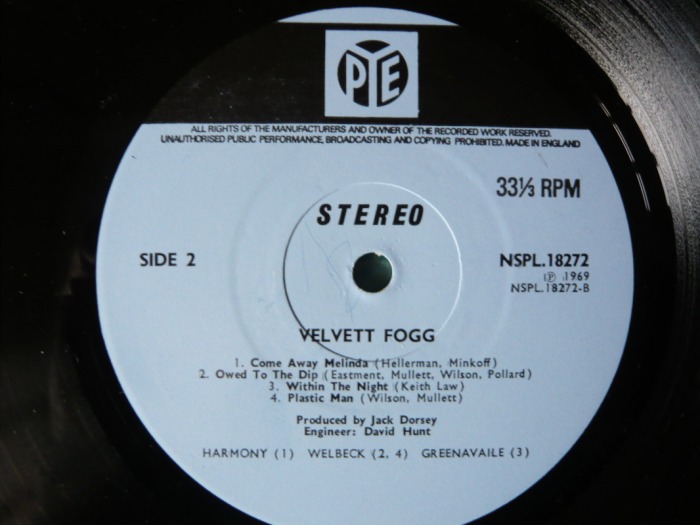 PYE
ALL RIGHTS OF THE MANUFACTURERS AND OWNER OF THE RECORDED WORK RESERVED.
UNAUTHORISED PUBLIC PERFORMANCE, BROADCASTING AND COPYING PROHIBITED. MADE IN ENGLAND
33⅓ RPM
STEREO
SIDE 2
NSPL.18272
Ⓟ 1969
NSPL.18272-B
VELVETT FOGG
1. Come Away Melinda (Hellerman, Minkoff)
2. Owed To The Dip (Eastment, Mullett, Wilson, Pollard)
3. Within The Night (Keith Law)
4. Plastic Man (Wilson, Mullett)
Produced by Jack Dorsey
Engineer: David Hunt
HARMONY (1) WELBECK (2, 4) GREENAVAILE (3)